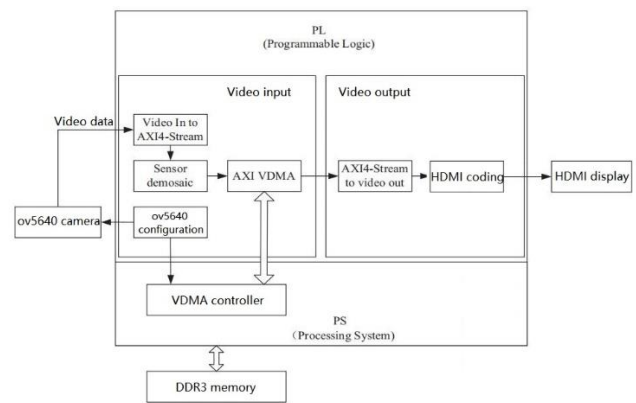 PL
(Programmable Logic)
Video input
Video output
Video data
Video In to
AXI4-Stream
Sensor
demosaic
AXI VDMA
AXI4-Stream
to video out
HDMI coding
HDMI display
ov5640 camera
ov5640
configuration
VDMA controller
PS
(Processing System)
DDR3 memory